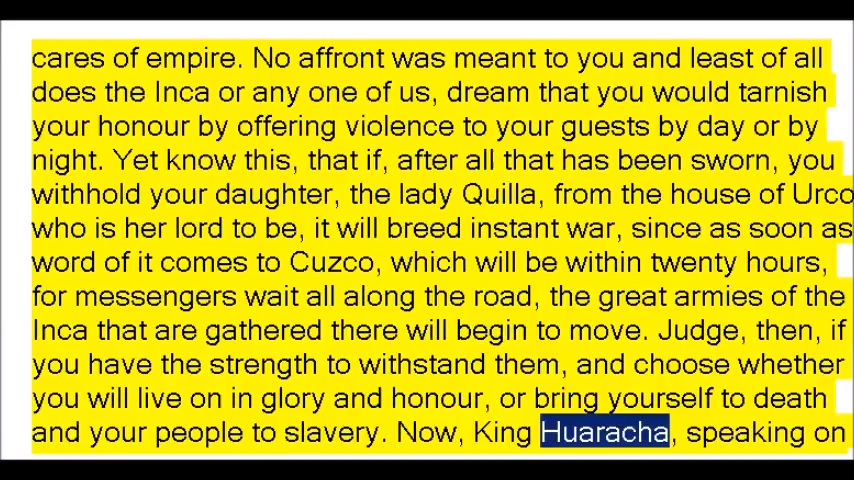 cares of empire. No affront was meant to you and least of all
does the Inca or any one of us, dream that you would tarnish
your honour by offering violence to your guests by day or by
night. Yet know this, that if, after all that has been sworn, you
withhold your daughter, the lady Quilla, from the house of Urco
who is her lord to be, it will breed instant war, since as soon as
word of it comes to Cuzco, which will be within twenty hours,
for messengers wait all along the road, the great armies of the
Inca that are gathered there will begin to move. Judge, then, if
you have the strength to withstand them, and choose whether
you will live on in glory and honour, or bring yourself to death
and your people to slavery. Now, King Huaracha, speaking on